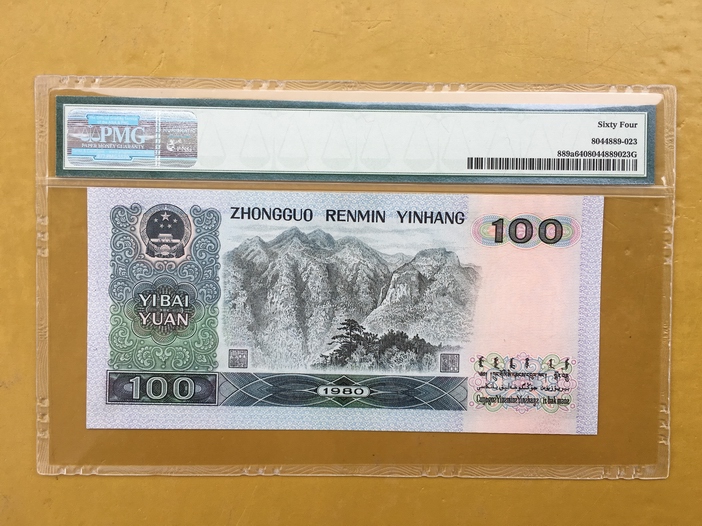 Sixty Four
PMG
PAPER MONEY GUARANTY
8044889-023
889a6408044889023G
ZHONGGUO RENMIN YINHANG
100
YIBAI
YUAN
100
1980